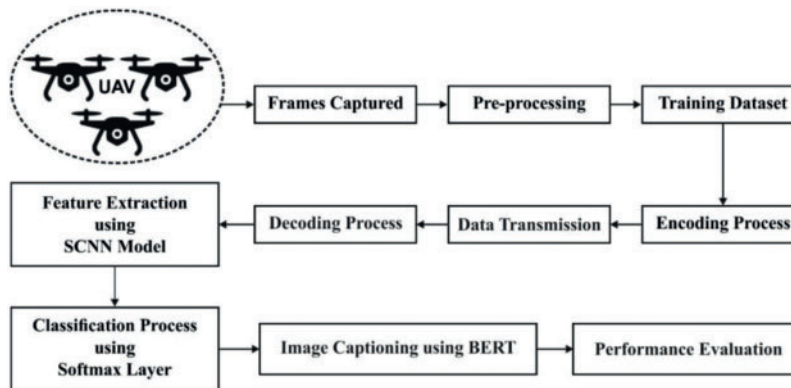 UAV
Frames Captured
Pre-processing
Training Dataset
Feature Extraction
using
SCNN Model
Decoding Process
Data Transmission
Encoding Process
Classification Process
using
Softmax Layer
Image Captioning using BERT
Performance Evaluation